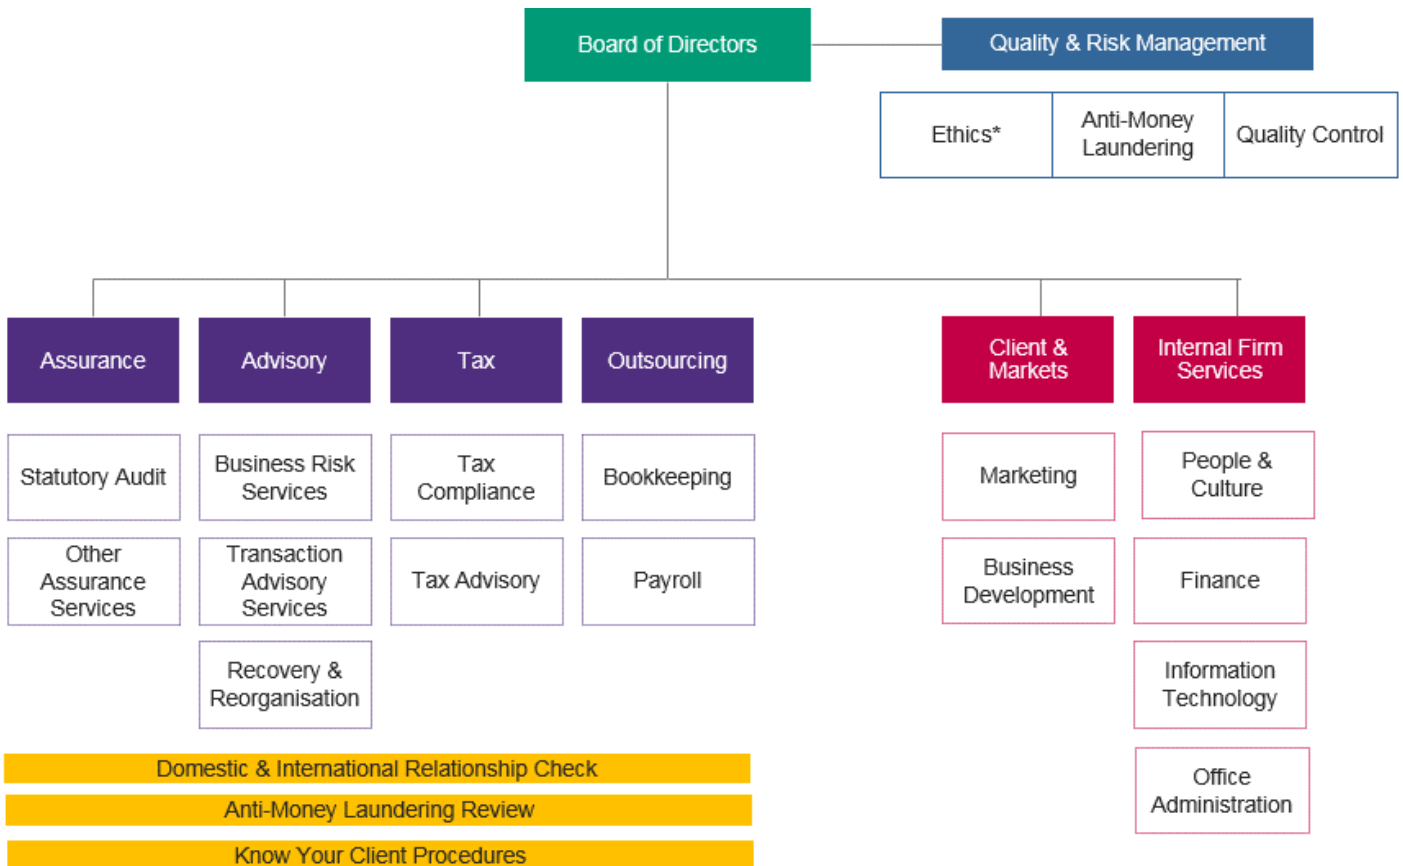 Board of Directors
Quality & Risk Management
Ethics*
Anti-Money
Laundering
Quality Control
Assurance
Advisory
Tax
Outsourcing
Client &
Markets
Internal Firm
Services
Statutory Audit
Business Risk
Services
Tax
Compliance
Bookkeeping
Marketing
People &
Culture
Other
Assurance
Services
Transaction
Advisory
Services
Tax Advisory
Payroll
Business
Development
Finance
Recovery &
Reorganisation
Information
Technology
Domestic & International Relationship Check
Anti-Money Laundering Review
Know Your Client Procedures
Office
Administration